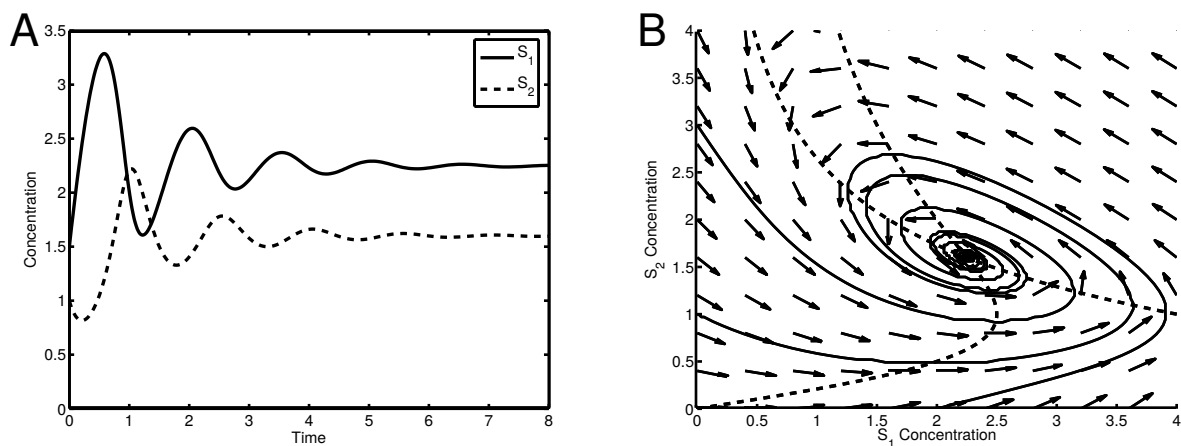 A
3.5
3
2.5
2
1.5
1
0.5
0
Concentration
0 1 2 3 4 5 6 7 8
Time
S1
S2
B
4
3.5
3
2.5
2
1.5
1
0.5
0
S2 Concentration
0 0.5 1 1.5 2 2.5 3 3.5 4
S1 Concentration